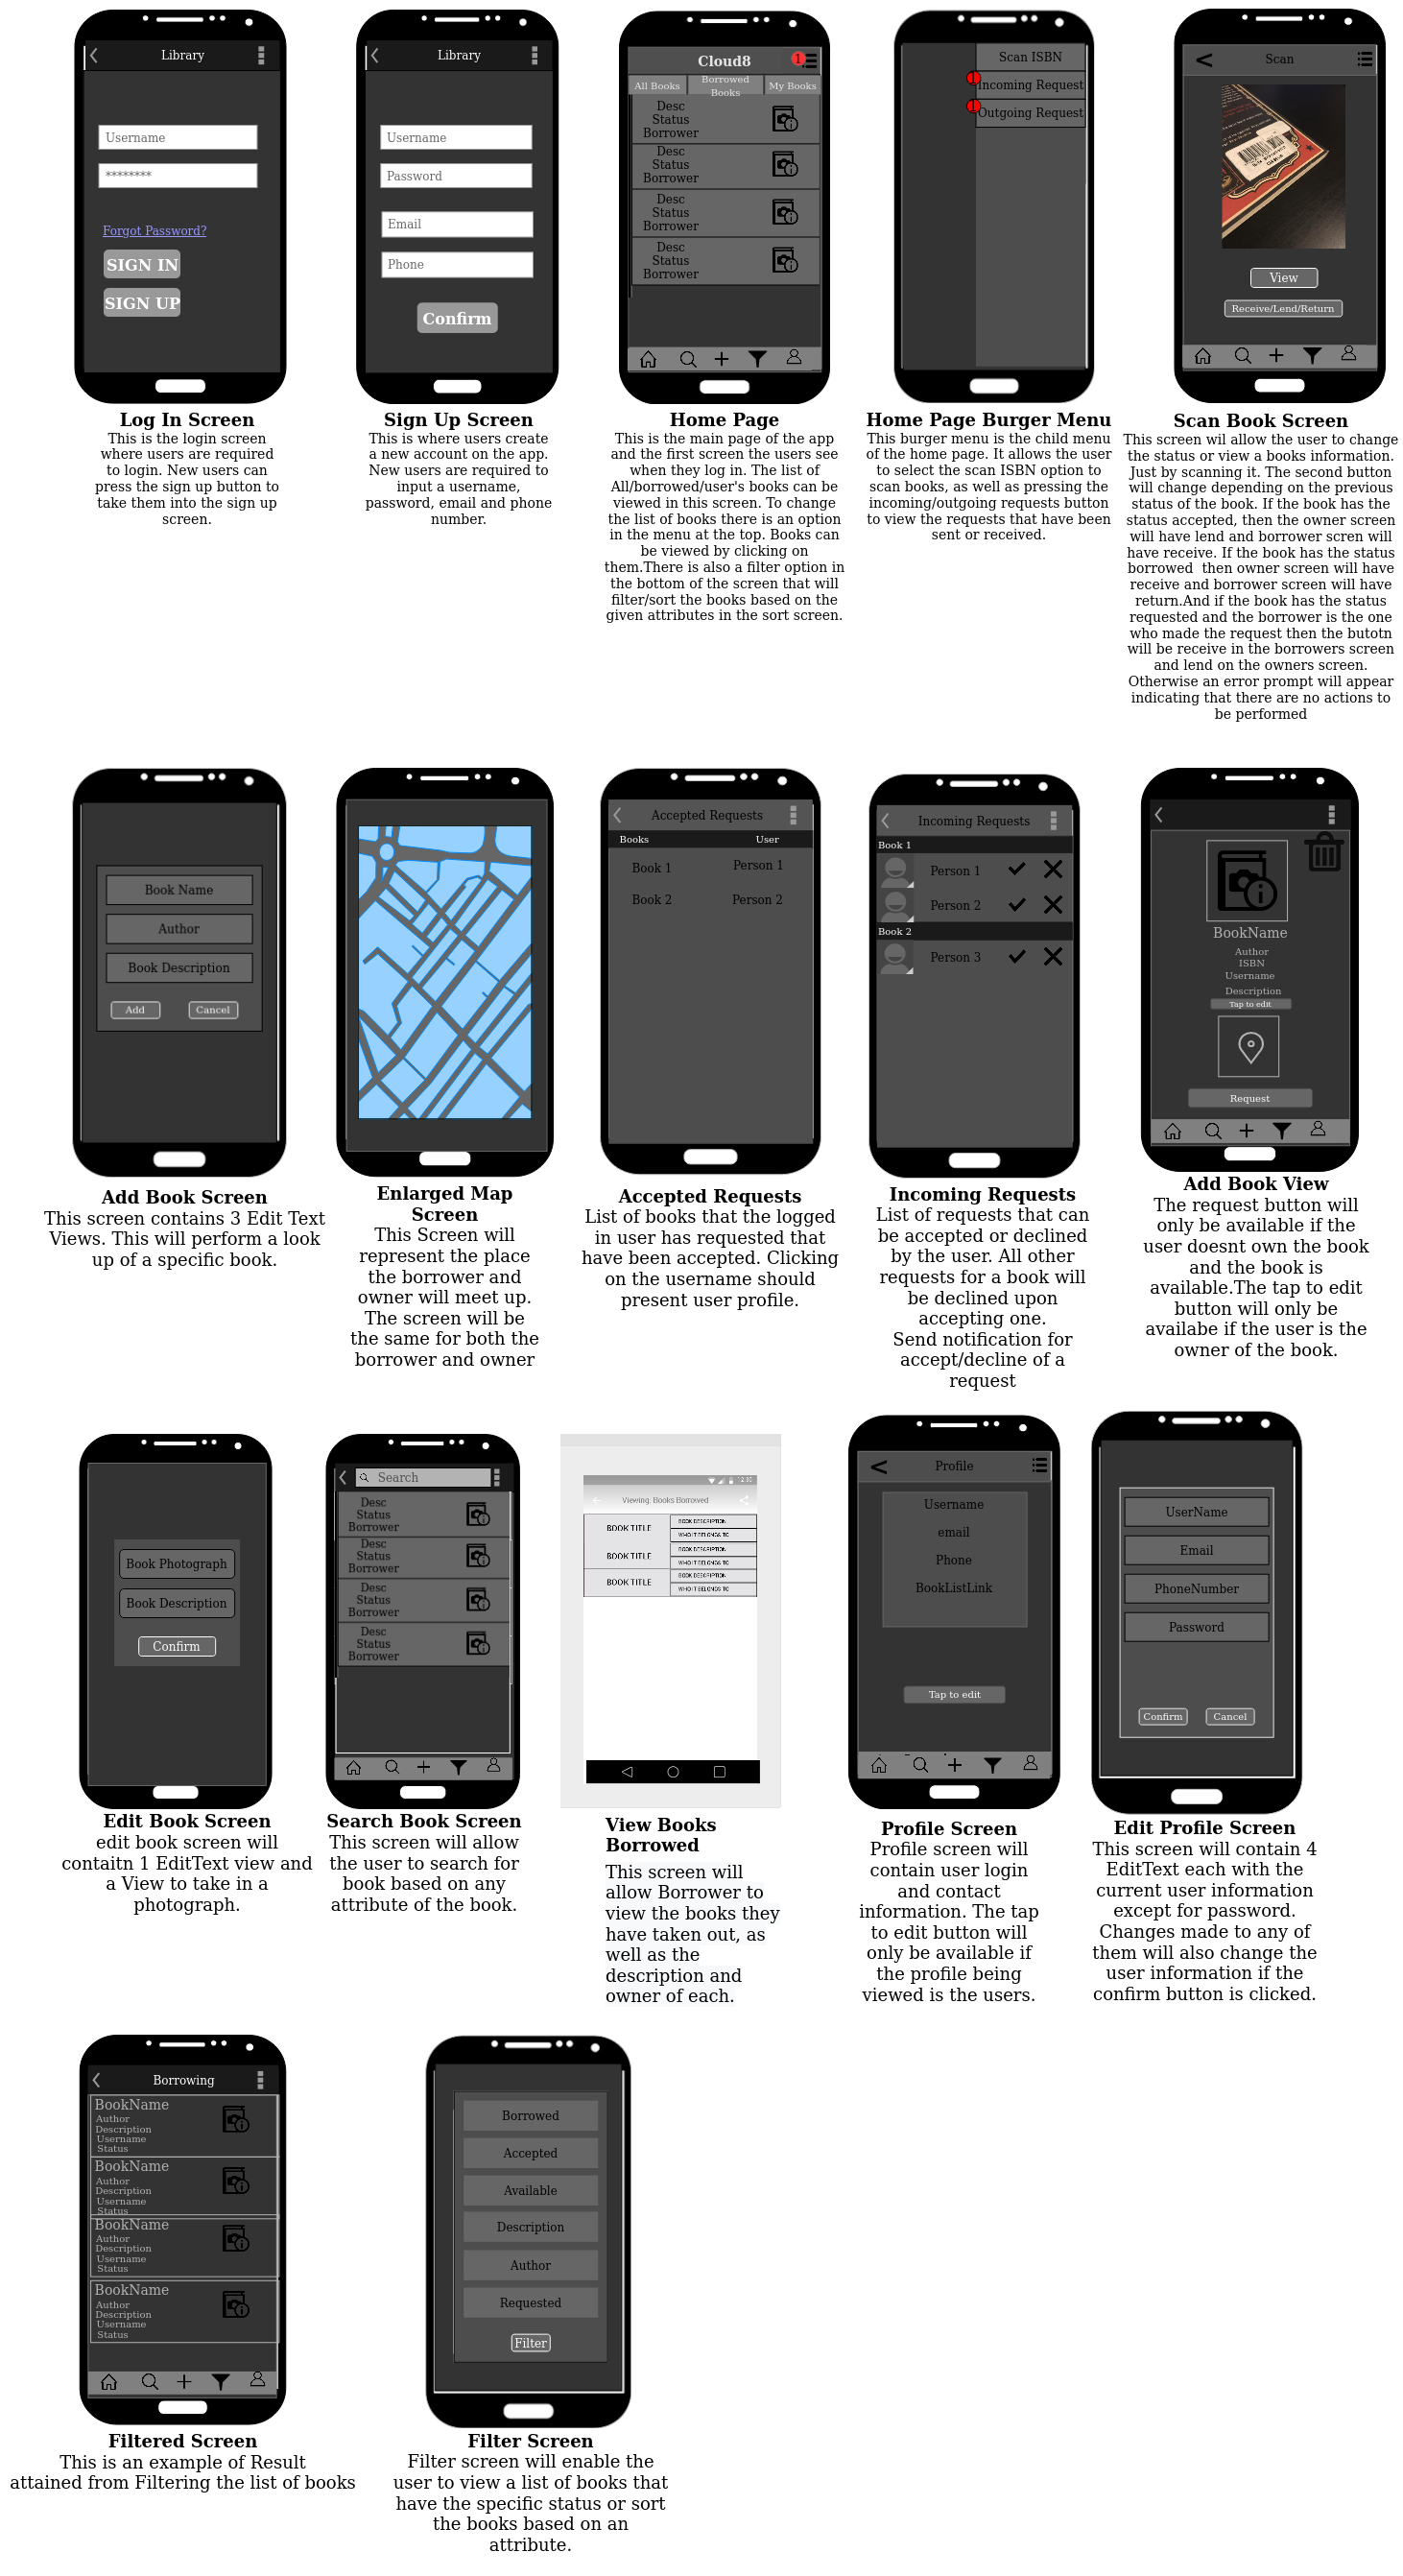 Library
Username
********
Forgot Password?
SIGN IN
SIGN UP
Log In Screen
This is the login screen
where users are required
to login. New users can
press the sign up button to
take them into the sign up
screen.
Library
Username
Password
Email
Phone
Confirm
Sign Up Screen
This is where users create
a new account on the app.
New users are required to
input a username,
password, email and phone
number.
Cloud8
1
All Books
Borrowed
Books
My Books
Desc
Status
Borrower
Desc
Status
Borrower
Desc
Status
Borrower
Desc
Status
Borrower
Home Page
This is the main page of the app
and the first screen the users see
when they log in. The list of
All/borrowed/user's books can be
viewed in this screen. To change
the list of books there is an option
in the menu at the top. Books can
be viewed by clicking on
them.There is also a filter option in
the bottom of the screen that will
filter/sort the books based on the
given attributes in the sort screen.
Scan ISBN
1
Incoming Request
1
Outgoing Request
Home Page Burger Menu
This burger menu is the child menu
of the home page. It allows the user
to select the scan ISBN option to
scan books, as well as pressing the
incoming/outgoing requests button
to view the requests that have been
sent or received.
Scan
View
Receive/Lend/Return
Scan Book Screen
This screen wil allow the user to change
the status or view a books information.
Just by scanning it. The second button
will change depending on the previous
status of the book. If the book has the
status accepted, then the owner screen
will have lend and borrower scren will
have receive. If the book has the status
borrowed  then owner screen will have
receive and borrower screen will have
return.And if the book has the status
requested and the borrower is the one
who made the request then the butotn
will be receive in the borrowers screen
and lend on the owners screen.
Otherwise an error prompt will appear
indicating that there are no actions to
be performed
Book Name
Author
Book Description
Add
Cancel
Add Book Screen
This screen contains 3 Edit Text
Views. This will perform a look
up of a specific book.
Enlarged Map
Screen
This Screen will
represent the place
the borrower and
owner will meet up.
The screen will be
the same for both the
borrower and owner
Accepted Requests
Books
User
Book 1
Person 1
Book 2
Person 2
Accepted Requests
List of books that the logged
in user has requested that
have been accepted. Clicking
on the username should
present user profile.
Incoming Requests
Book 1
Person 1
Person 2
Book 2
Person 3
Incoming Requests
List of requests that can
be accepted or declined
by the user. All other
requests for a book will
be declined upon
accepting one.
Send notification for
accept/decline of a
request
BookName
Author
ISBN
Username
Description
Tap to edit
Request
Add Book View
The request button will
only be available if the
user doesnt own the book
and the book is
available.The tap to edit
button will only be
availabe if the user is the
owner of the book.
Book Photograph
Book Description
Confirm
Edit Book Screen
edit book screen will
contaitn 1 EditText view and
a View to take in a
photograph.
Search
Desc
Status
Borrower
Desc
Status
Borrower
Desc
Status
Borrower
Desc
Status
Borrower
Search Book Screen
This screen will allow
the user to search for
book based on any
attribute of the book.
12:30
Viewing: Books Borrowed
BOOK TITLE
BOOK DESCRIPTION
WHO IT BELONGS TO
BOOK TITLE
BOOK DESCRIPTION
WHO IT BELONGS TO
BOOK TITLE
BOOK DESCRIPTION
WHO IT BELONGS TO
View Books
Borrowed
This screen will
allow Borrower to
view the books they
have taken out, as
well as the
description and
owner of each.
Profile
Username
email
Phone
BookListLink
Tap to edit
Profile Screen
Profile screen will
contain user login
and contact
information. The tap
to edit button will
only be available if
the profile being
viewed is the users.
UserName
Email
PhoneNumber
Password
Confirm
Cancel
Edit Profile Screen
This screen will contain 4
EditText each with the
current user information
except for password.
Changes made to any of
them will also change the
user information if the
confirm button is clicked.
Borrowing
BookName
Author
Description
Username
Status
BookName
Author
Description
Username
Status
BookName
Author
Description
Username
Status
BookName
Author
Description
Username
Status
Filtered Screen
This is an example of Result
attained from Filtering the list of books
Borrowed
Accepted
Available
Description
Author
Requested
Filter
Filter Screen
Filter screen will enable the
user to view a list of books that
have the specific status or sort
the books based on an
attribute.